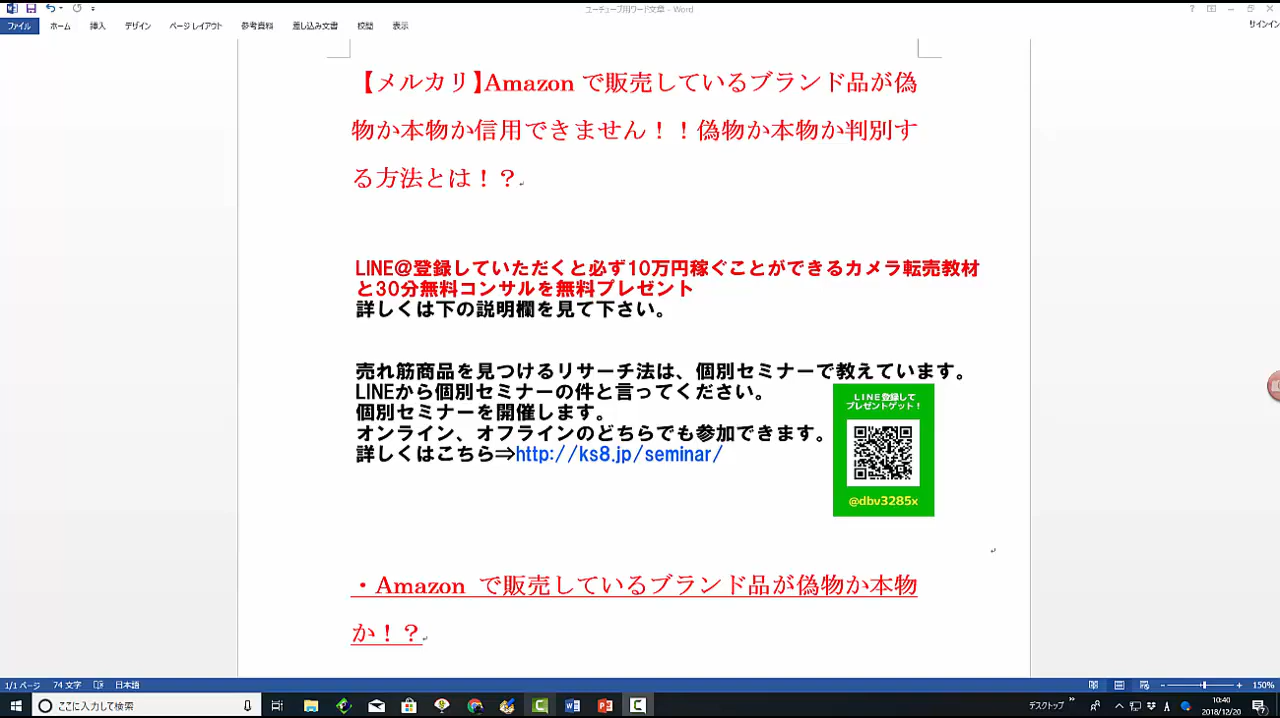 ユーチューブ用ワード文章 - Word
ファイル ホーム 挿入 デザイン ページ レイアウト 参考資料 差し込み文書 校閲 表示
サインイン
【メルカリ】Amazonで販売しているブランド品が偽
物か本物か信用できません！！偽物か本物か判別す
る方法とは！？
LINE@登録していただくと必ず10万円稼ぐことができるカメラ転売教材
と30分無料コンサルを無料プレゼント
詳しくは下の説明欄を見て下さい。
売れ筋商品を見つけるリサーチ法は、個別セミナーで教えています。
LINEから個別セミナーの件と言ってください。
個別セミナーを開催します。
オンライン、オフラインのどちらでも参加できます。
詳しくはこちら⇒http://ks8.jp/seminar/
LINE登録して
プレゼントゲット！
@dbv3285x
・Amazon で販売しているブランド品が偽物か本物
か！？
1/1 ページ 74 文字 日本語
150%
ここに入力して検索
デスクトップ
10:40
2018/12/20